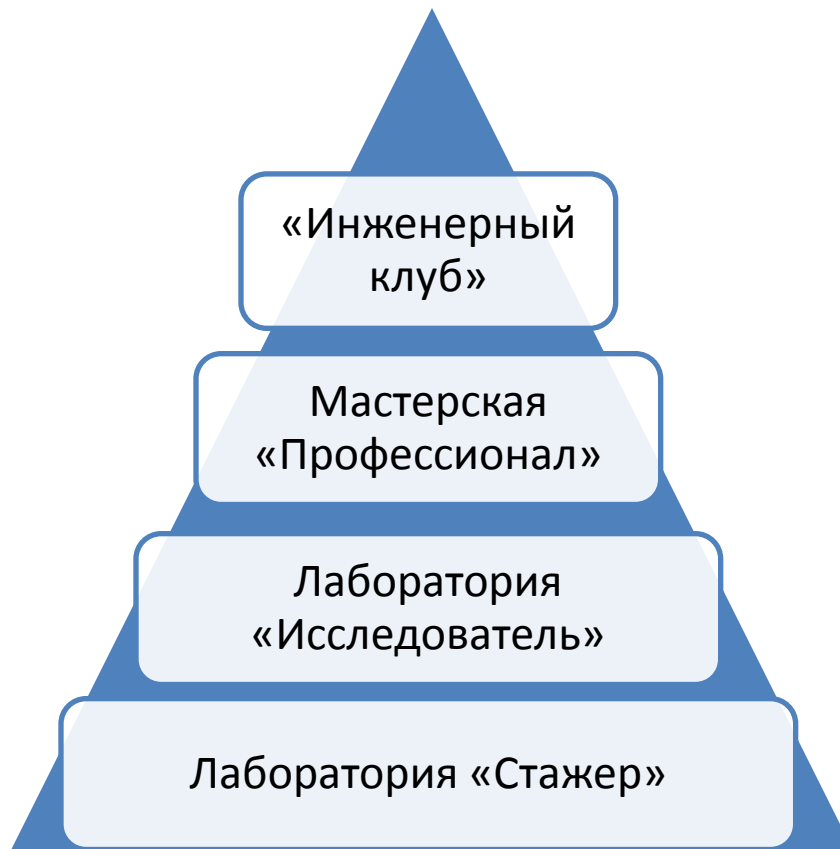 «Инженерный
клуб»
Мастерская
«Профессионал»
Лаборатория
«Исследователь»
Лаборатория «Стажер»